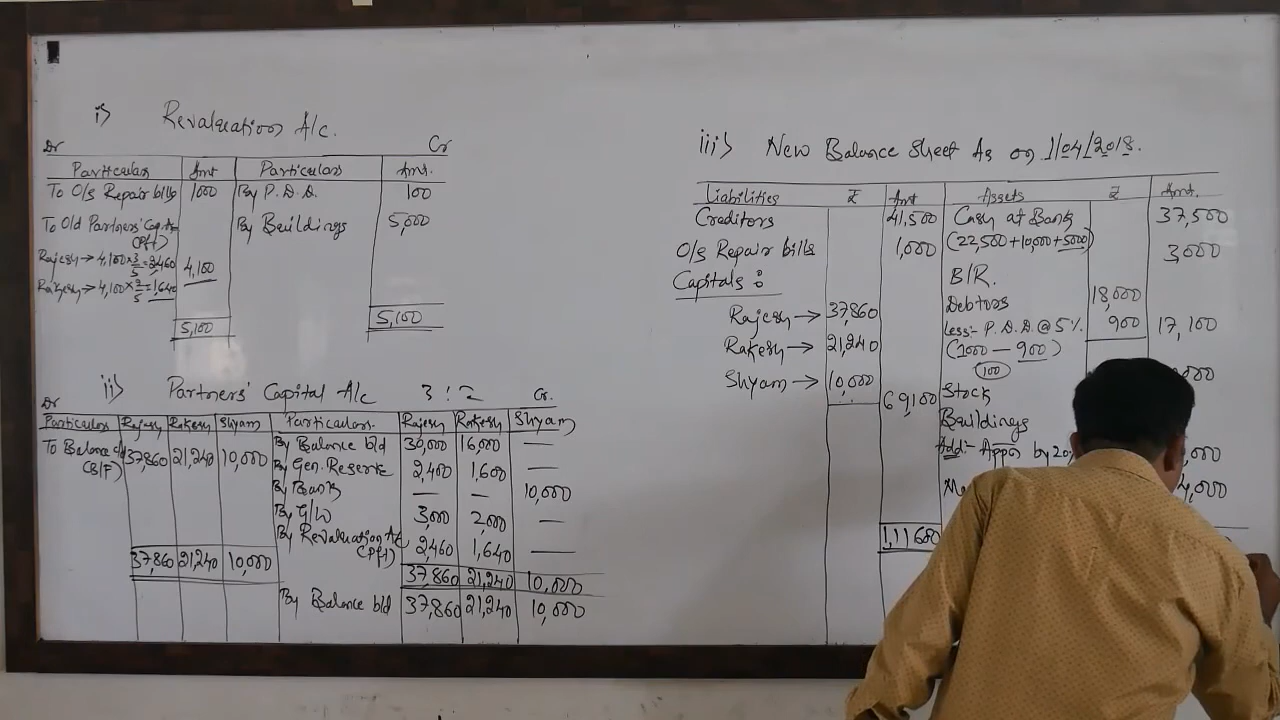 i) Revaluation A/c.
Dr Cr
Particulars Amt Particulars Amt.
To O/s Repair bills 1000 By P.D.D. 100
To Old Partners' Cap. A/c By Buildings 5,000
(Pft)
Rajesh → 4,100 × 3/5 = 2,460 4,100
Rakesh → 4,100 × 2/5 = 1,640
5,100 5,100
ii) Partners' Capital A/c 3:2
Dr Cr.
Particulars Rajesh Rakesh Shyam Particulars. Rajesh Rakesh Shyam
To Balance c/d 37,860 21,240 10,000 By Balance b/d 30,000 16,000 —
(B/F) By Gen. Reserve 2,400 1,600 —
By Bank — — 10,000
By G/W 3,000 2,000 —
By Revaluation A/c 2,460 1,640 —
(Pft)
37,860 21,240 10,000 37,860 21,240 10,000
By Balance b/d 37,860 21,240 10,000
iii) New Balance Sheet As on 1/04/2018.
Liabilities ₹ Amt Assets ₹ Amt.
Creditors 41,500 Cash at Bank 37,500
O/s Repair bills 1,000 (22,500+10,000+5000) 3,000
Capitals : B/R.
Rajesh → 37,860 Debtors 18,000
Rakesh → 21,240 Less:- P.D.D. @ 5% 900 17,100
(1000 — 900)
(100)
Shyam → 10,000 69,100 Stock 000
Buildings
Add:- Appr. by 20 ,000
,000
1,11,600